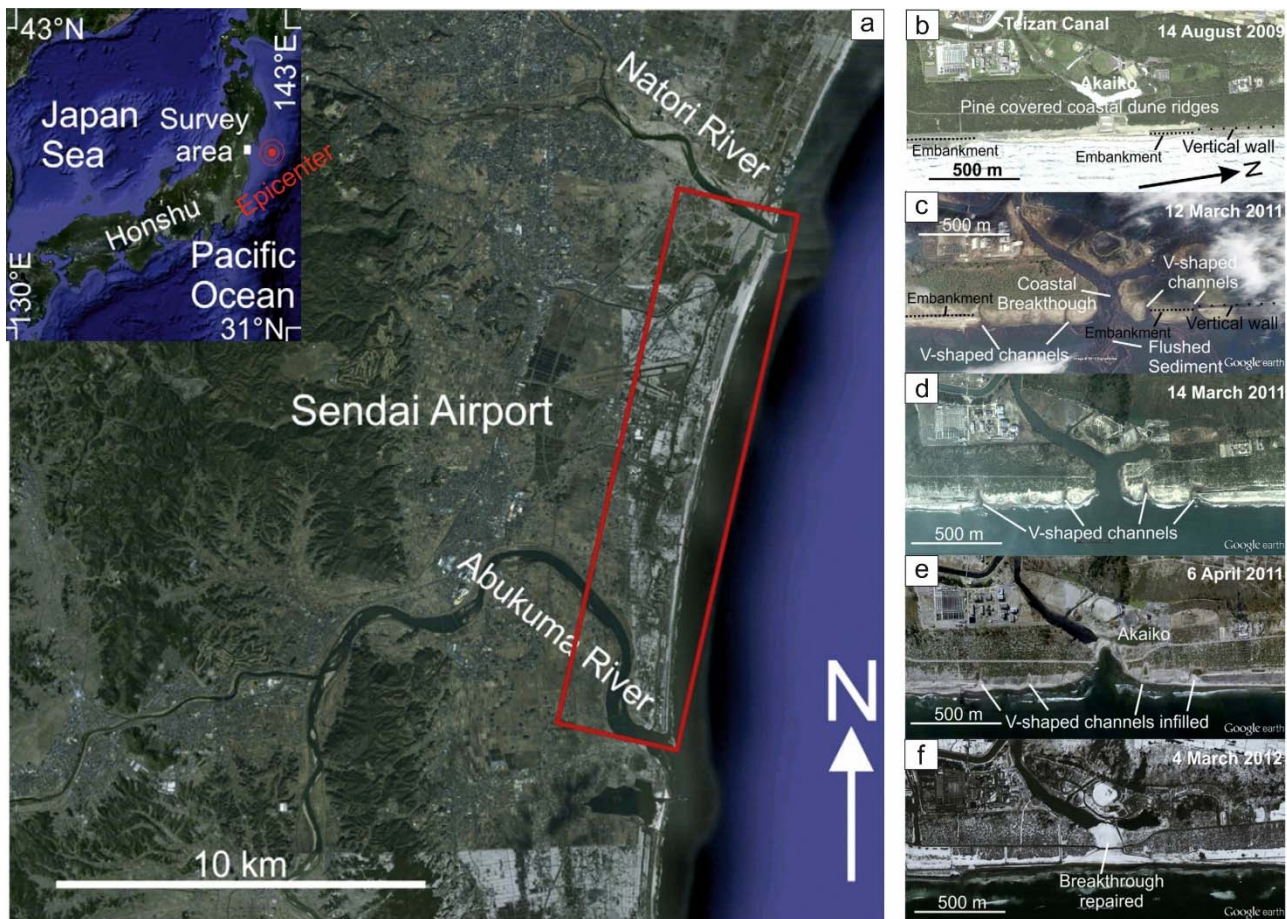 43°N
143°E
Japan
Sea
Survey
area
Epicenter
Honshu
Pacific
Ocean
130°E
31°N
a
Natori River
Sendai Airport
Abukuma River
N
10 km
b
Teizan Canal
14 August 2009
Akaiko
Pine covered coastal dune ridges
Embankment
Embankment
Vertical wall
500 m
N
c
12 March 2011
500 m
V-shaped
channels
Coastal
Breakthough
Embankment
Embankment
Vertical wall
V-shaped channels
Flushed
Sediment
Google earth
d
14 March 2011
V-shaped channels
500 m
Google earth
e
6 April 2011
Akaiko
V-shaped channels infilled
500 m
Google earth
f
4 March 2012
Breakthrough
repaired
500 m
Google earth